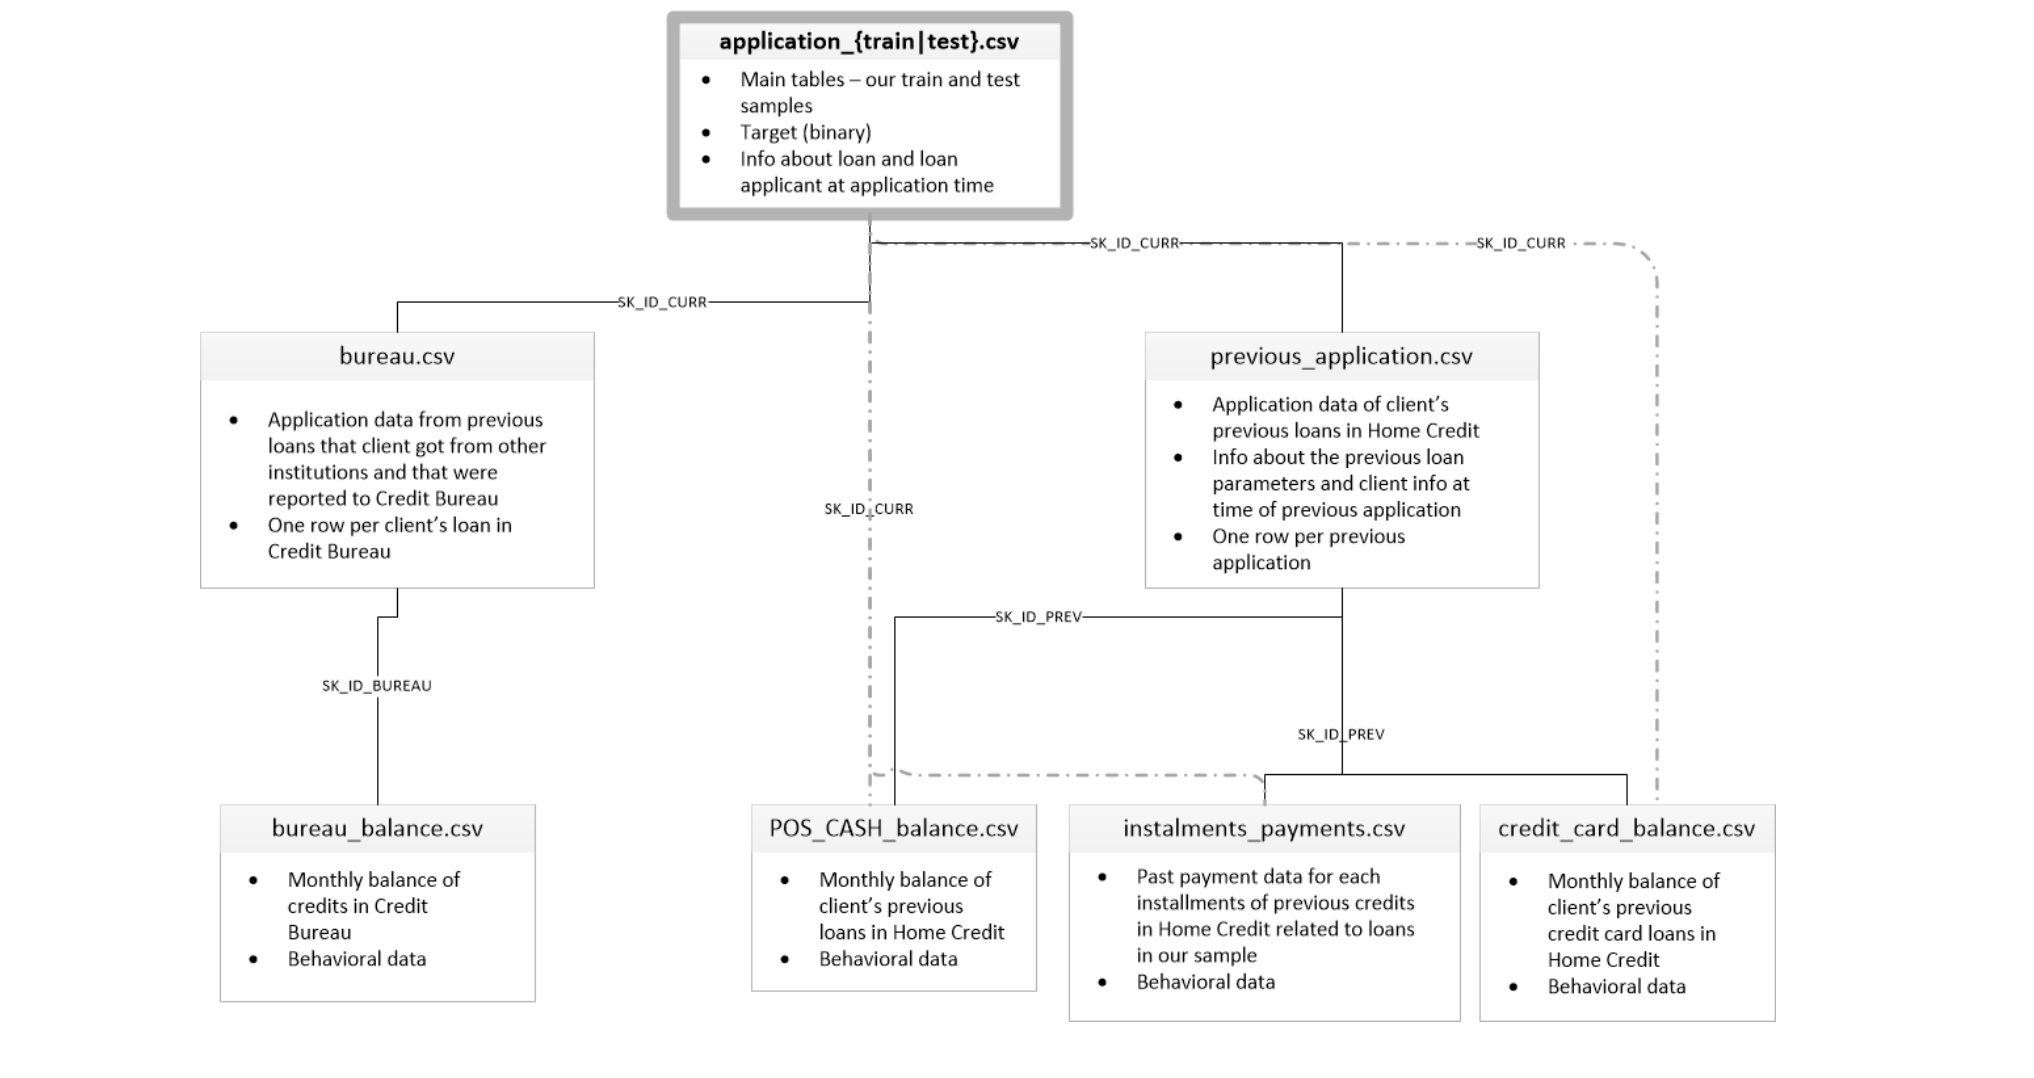 application_{train|test}.csv
• Main tables – our train and test
samples
• Target (binary)
• Info about loan and loan
applicant at application time
SK_ID_CURR
SK_ID_CURR
SK_ID_CURR
bureau.csv
• Application data from previous
loans that client got from other
institutions and that were
reported to Credit Bureau
• One row per client’s loan in
Credit Bureau
previous_application.csv
• Application data of client’s
previous loans in Home Credit
• Info about the previous loan
parameters and client info at
time of previous application
• One row per previous
application
SK_ID_CURR
SK_ID_PREV
SK_ID_BUREAU
SK_ID_PREV
bureau_balance.csv
• Monthly balance of
credits in Credit
Bureau
• Behavioral data
POS_CASH_balance.csv
• Monthly balance of
client’s previous
loans in Home Credit
• Behavioral data
instalments_payments.csv
• Past payment data for each
installments of previous credits
in Home Credit related to loans
in our sample
• Behavioral data
credit_card_balance.csv
• Monthly balance of
client’s previous
credit card loans in
Home Credit
• Behavioral data